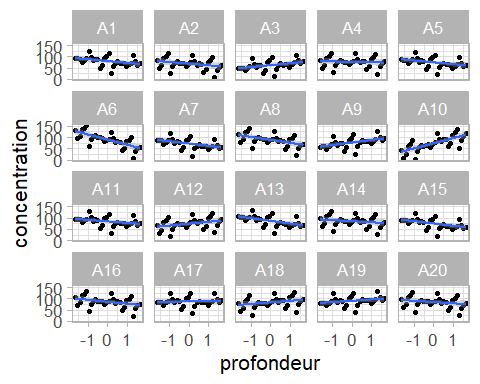 A1 A2 A3 A4 A5
150
100
50
0
A6 A7 A8 A9 A10
150
100
50
0
A11 A12 A13 A14 A15
150
100
50
0
A16 A17 A18 A19 A20
150
100
50
0
-1 0 1 -1 0 1 -1 0 1 -1 0 1 -1 0 1
profondeur
concentration